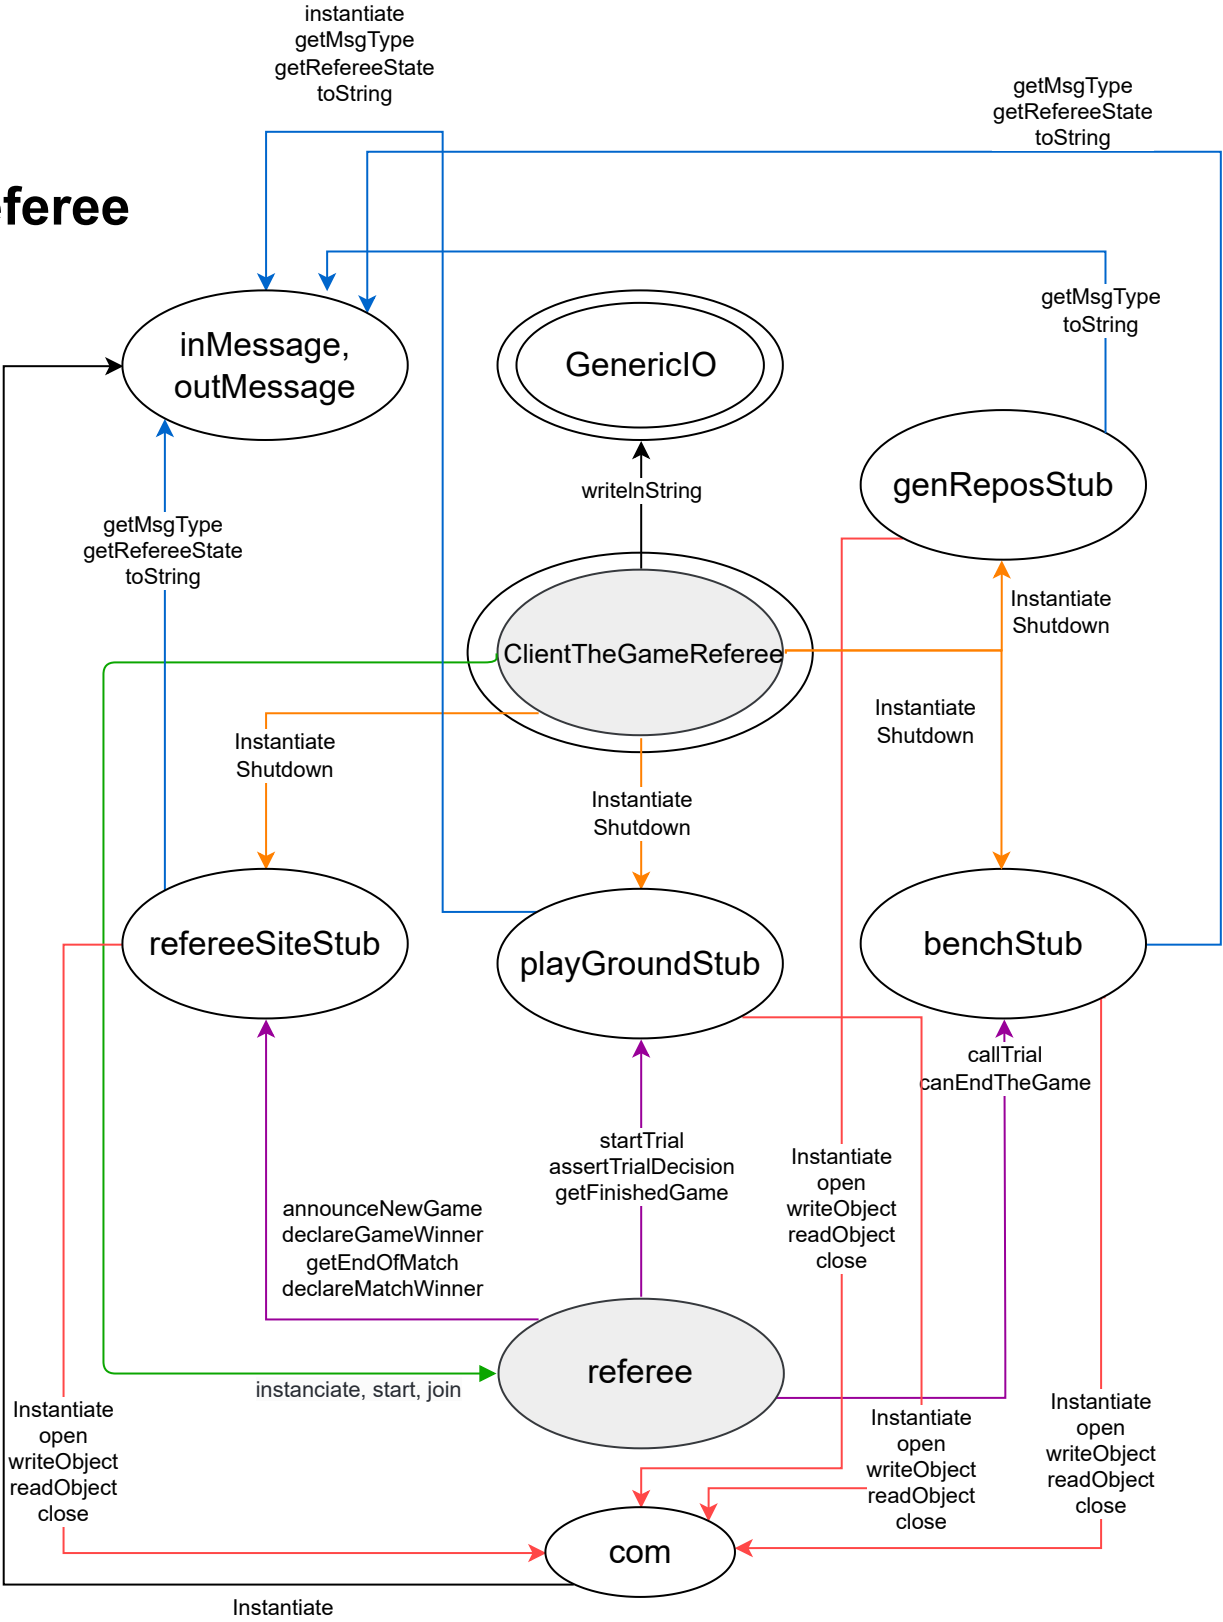 instantiate
getMsgType
getRefereeState
toString
getMsgType
getRefereeState
toString
eferee
inMessage,
outMessage
GenericIO
getMsgType
toString
genReposStub
writelnString
getMsgType
getRefereeState
toString
Instantiate
Shutdown
ClientTheGameReferee
Instantiate
Shutdown
Instantiate
Shutdown
Instantiate
Shutdown
refereeSiteStub
playGroundStub
benchStub
callTrial
canEndTheGame
startTrial
assertTrialDecision
getFinishedGame
Instantiate
open
writeObject
readObject
close
announceNewGame
declareGameWinner
getEndOfMatch
declareMatchWinner
referee
instanciate, start, join
Instantiate
open
writeObject
readObject
close
Instantiate
open
writeObject
readObject
close
Instantiate
open
writeObject
readObject
close
com
Instantiate